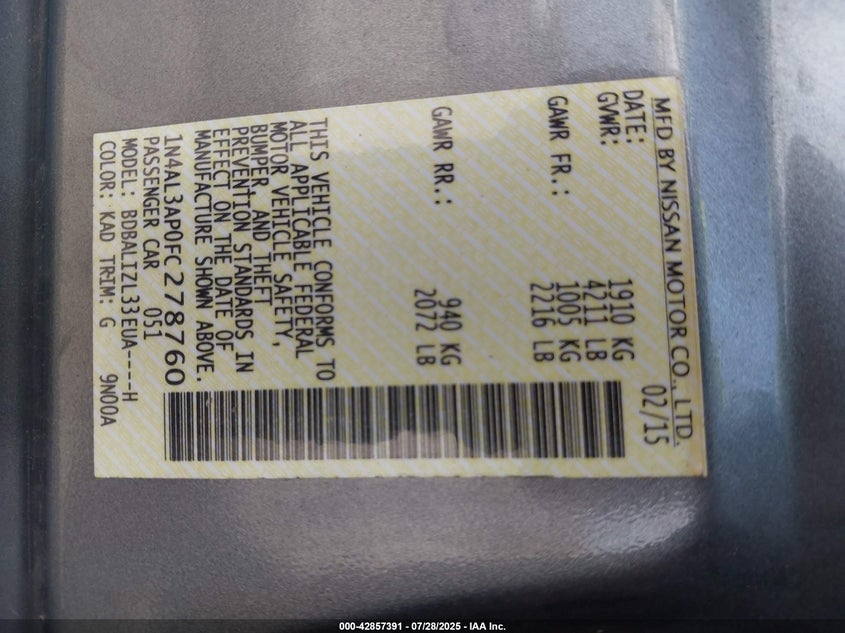 MFD BY NISSAN MOTOR CO., LTD.
DATE: 02/15
GVWR: 1910 KG
4211 LB
GAWR FR.: 1005 KG
2216 LB
GAWR RR.: 940 KG
2072 LB
THIS VEHICLE CONFORMS TO
ALL APPLICABLE FEDERAL
MOTOR VEHICLE SAFETY,
BUMPER, AND THEFT
PREVENTION STANDARDS IN
EFFECT ON THE DATE OF
MANUFACTURE SHOWN ABOVE.
1N4AL3AP0FC278760
PASSENGER CAR 051
MODEL: BDBALIZL33EUA----H
COLOR: KAD TRIM: G 9N00A
000-42857391 - 07/28/2025 - IAA Inc.